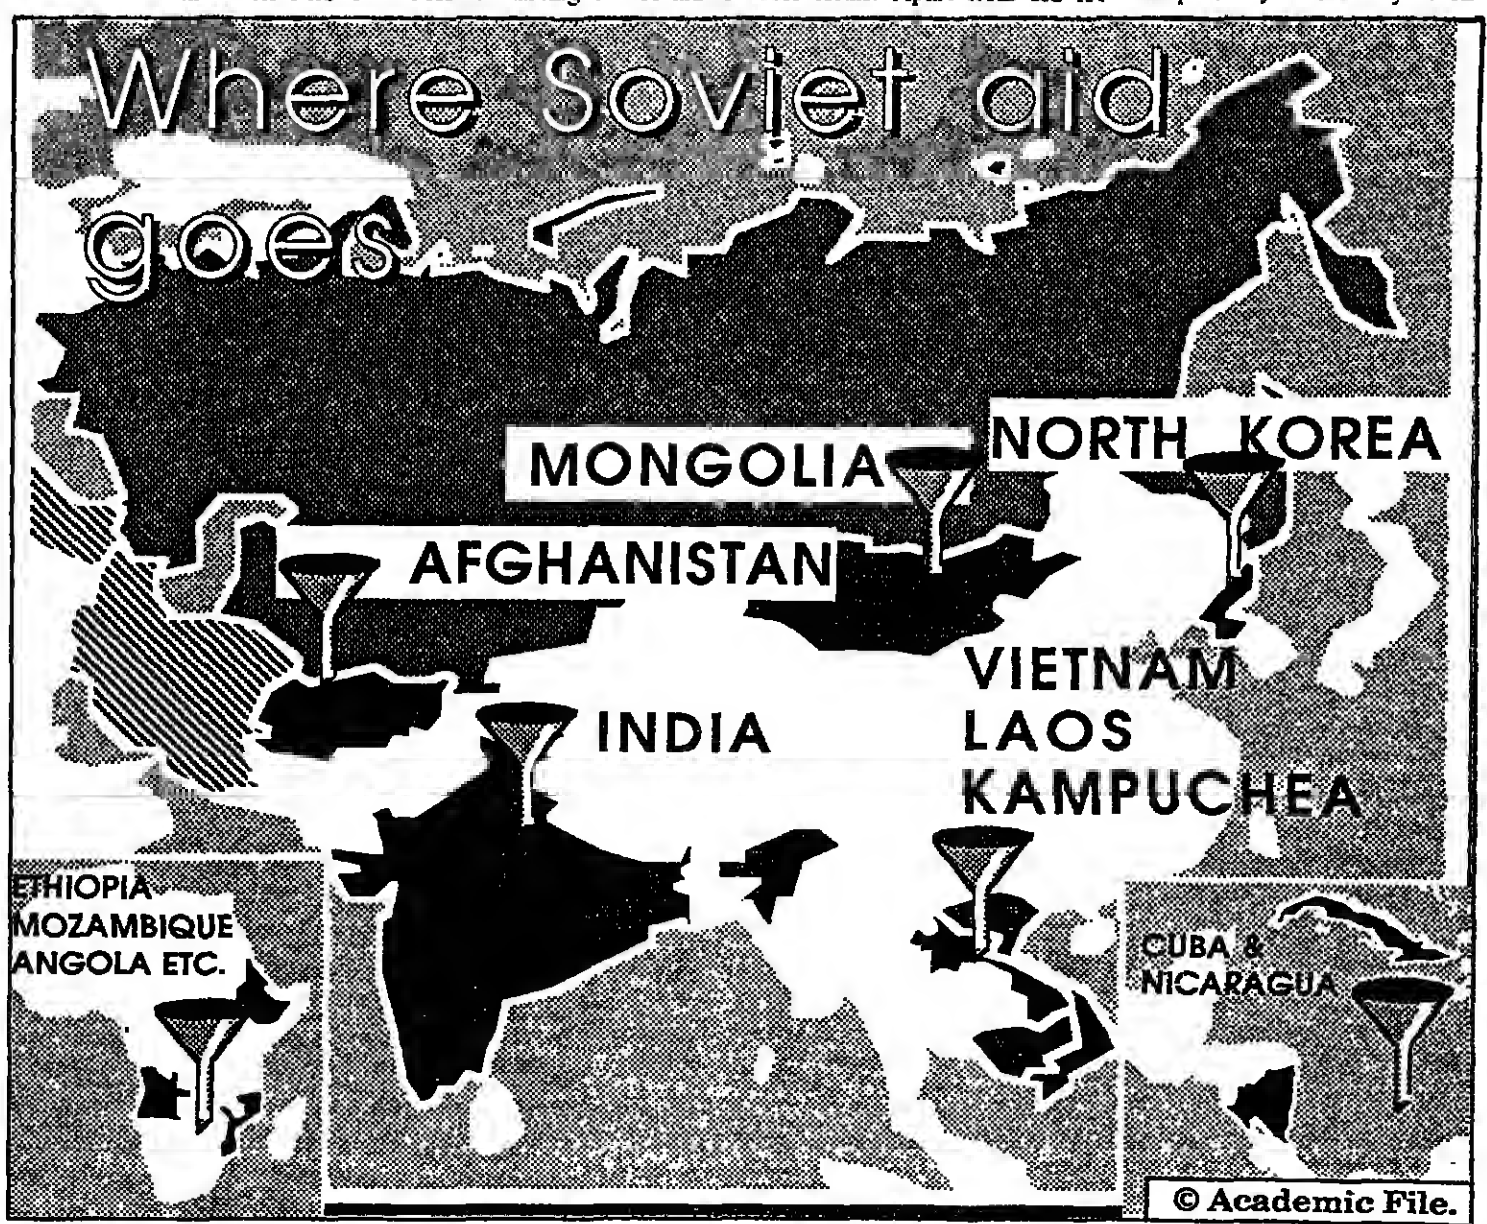 Where Soviet aid
goes
NORTH KOREA
MONGOLIA
AFGHANISTAN
VIETNAM
LAOS
KAMPUCHEA
INDIA
ETHIOPIA
MOZAMBIQUE
ANGOLA ETC.
CUBA &
NICARAGUA
© Academic File.